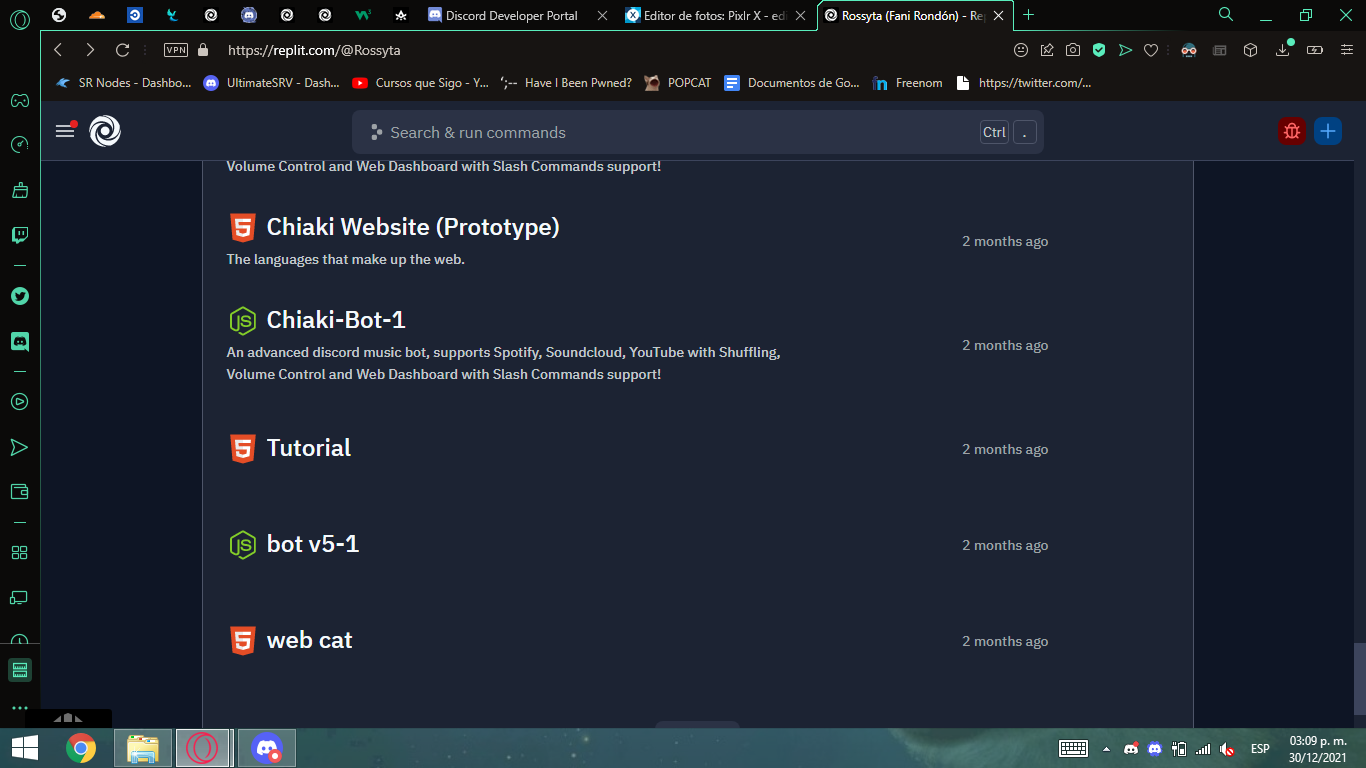 Discord Developer Portal
Editor de fotos: Pixlr X - edi
Rossyta (Fani Rondón) - Rep
VPN
https://replit.com/@Rossyta
SR Nodes - Dashbo...
UltimateSRV - Dash...
Cursos que Sigo - Y...
Have I Been Pwned?
POPCAT
Documentos de Go...
Freenom
https://twitter.com/...
Search & run commands
Ctrl .
Volume Control and Web Dashboard with Slash Commands support!
Chiaki Website (Prototype)
2 months ago
The languages that make up the web.
Chiaki-Bot-1
An advanced discord music bot, supports Spotify, Soundcloud, YouTube with Shuffling,
2 months ago
Volume Control and Web Dashboard with Slash Commands support!
Tutorial
2 months ago
bot v5-1
2 months ago
web cat
2 months ago
ESP
03:09 p. m.
30/12/2021